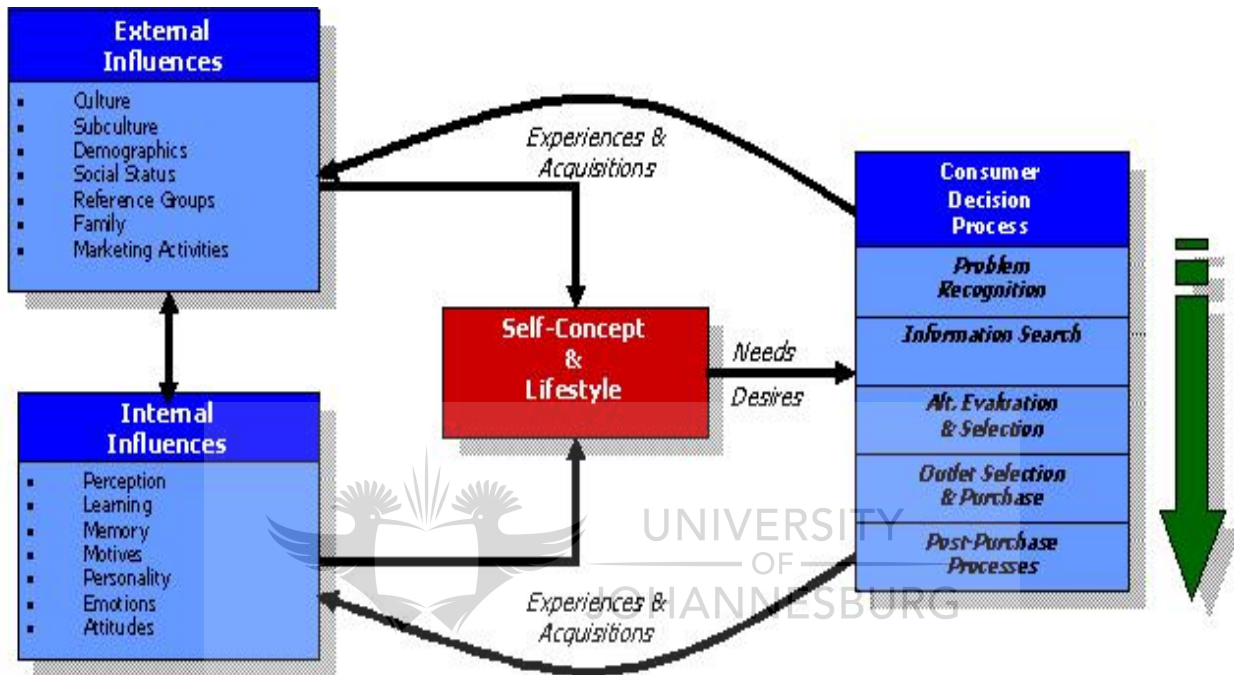 External
Influences
Culture
Subculture
Demographics
Social Status
Reference Groups
Family
Marketing Activities
Experiences &
Acquisitions
Consumer
Decision
Process
Problem
Recognition
Information Search
Alt. Evaluation
& Selection
Outlet Selection
& Purchase
Post-Purchase
Processes
Self-Concept
&
Lifestyle
Needs
Desires
Internal
Influences
Perception
Learning
Memory
Motives
Personality
Emotions
Attitudes
Experiences &
Acquisitions
UNIVERSITY
OF
JOHANNESBURG